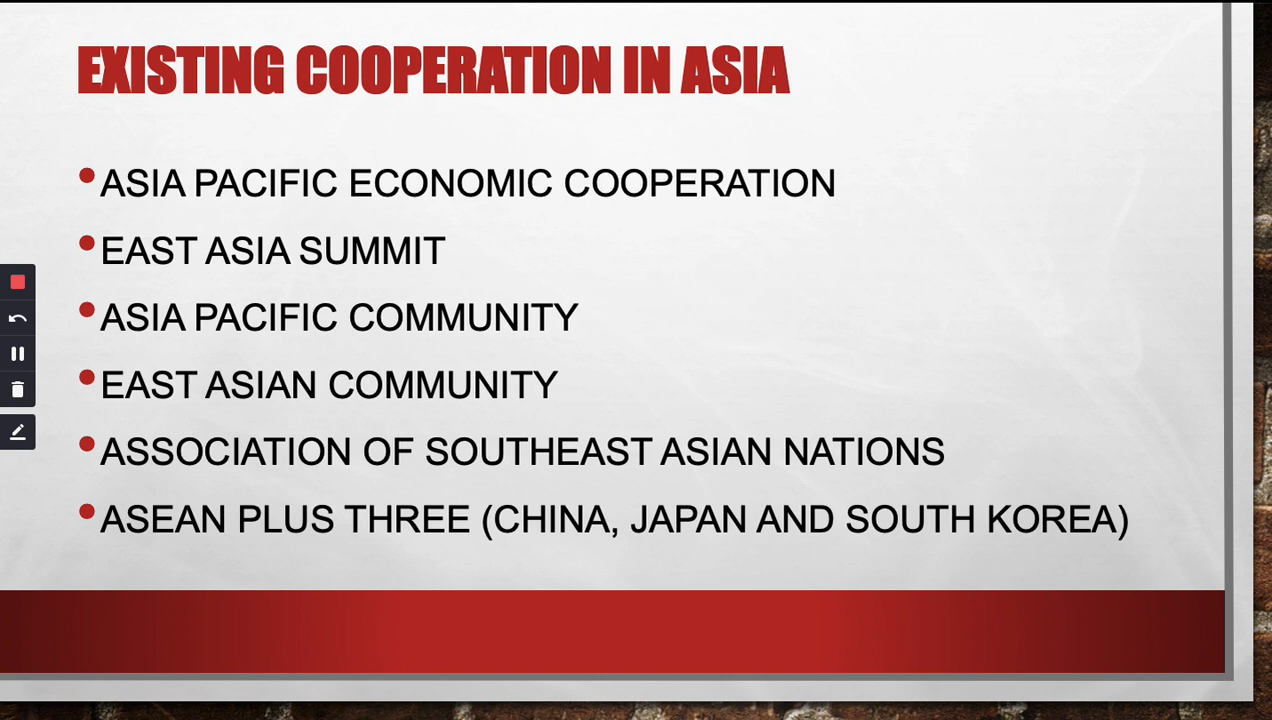 EXISTING COOPERATION IN ASIA
•ASIA PACIFIC ECONOMIC COOPERATION
•EAST ASIA SUMMIT
•ASIA PACIFIC COMMUNITY
•EAST ASIAN COMMUNITY
•ASSOCIATION OF SOUTHEAST ASIAN NATIONS
•ASEAN PLUS THREE (CHINA, JAPAN AND SOUTH KOREA)